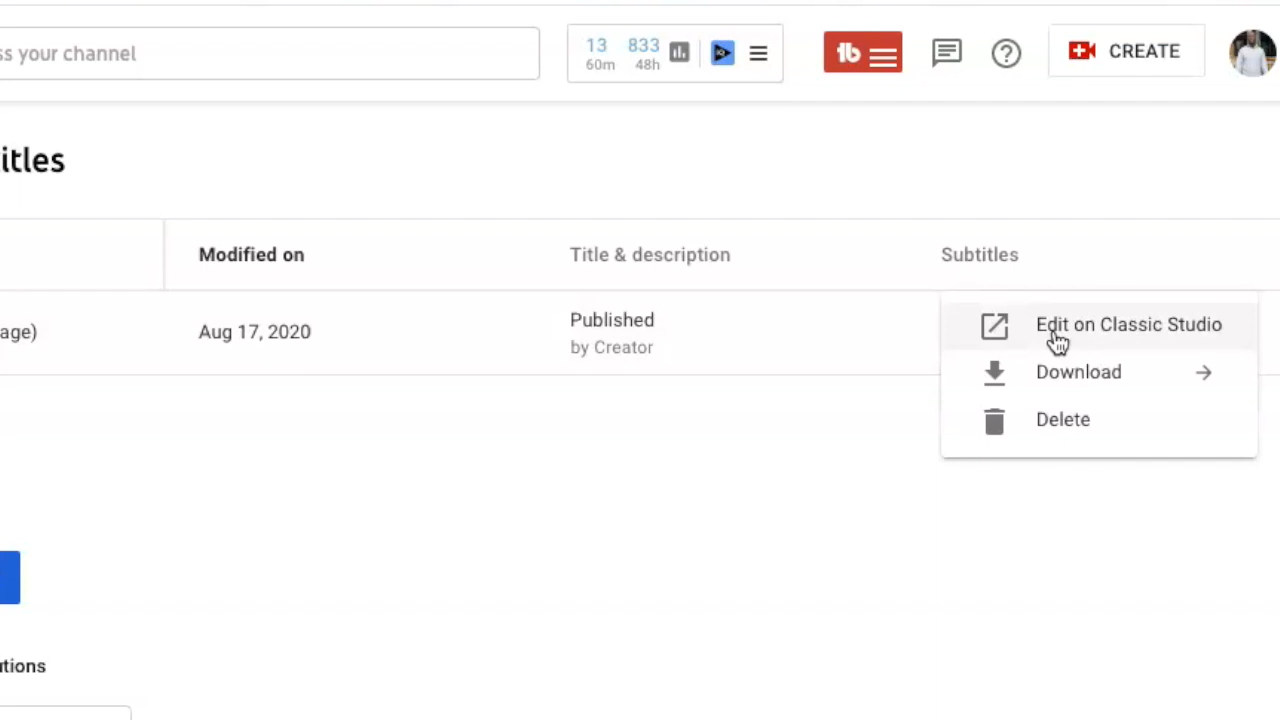 ss your channel
13 833
60m 48h
tb
CREATE
itles
Modified on Title & description Subtitles
age) Aug 17, 2020 Published
by Creator
Edit on Classic Studio
Download
Delete
utions